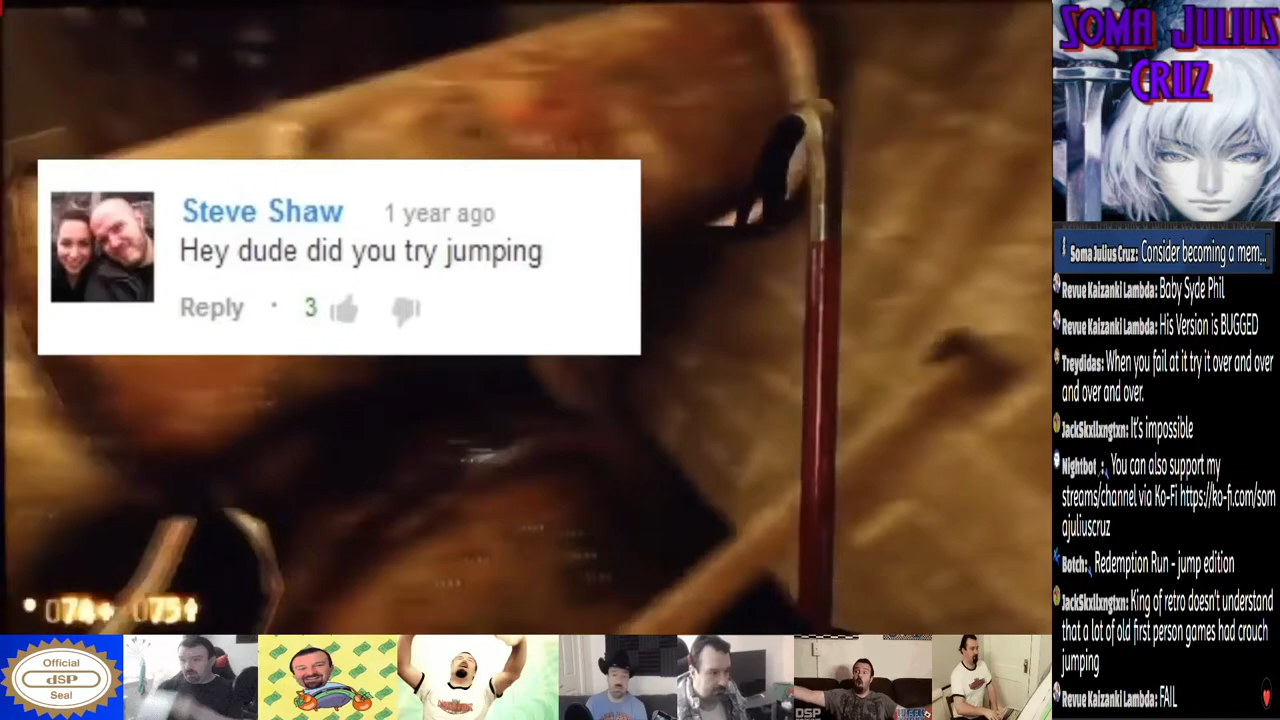 SOMA JULIUS
CRUZ
Steve Shaw 1 year ago
Hey dude did you try jumping
Reply · 3
074+ 075
Official
dSP
Seal
DSP
Soma Julius Cruz: Consider becoming a mem...
Revue Kaizanki Lambda: Baby Syde Phil
Revue Kaizanki Lambda: His Version is BUGGED
Treydidas: When you fail at it try it over and over
and over and over.
JackSkxllxngtxn: It's impossible
Nightbot : You can also support my
streams/channel via Ko-Fi https://ko-fi.com/som
ajuliuscruz
Botch: Redemption Run - jump edition
JackSkxllxngtxn: King of retro doesn't understand
that a lot of old first person games had crouch
jumping
Revue Kaizanki Lambda: FAIL